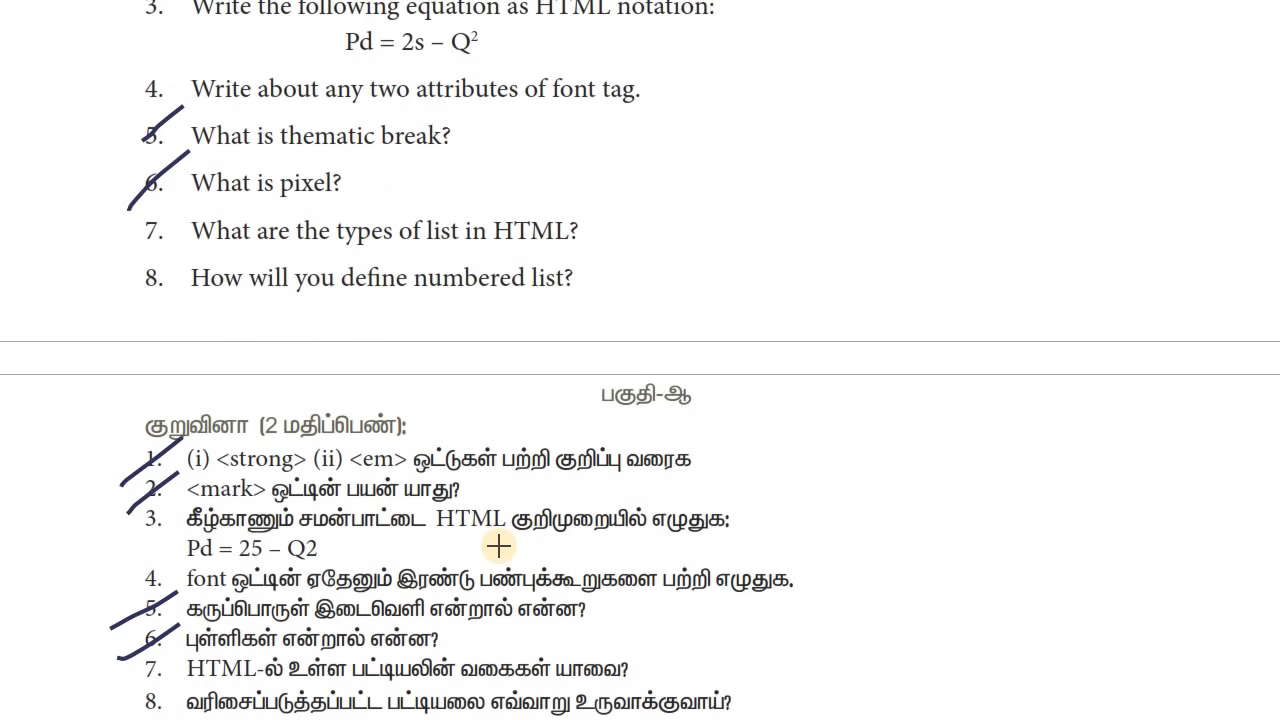 3. Write the following equation as HTML notation:
Pd = 2s – Q²
4. Write about any two attributes of font tag.
5. What is thematic break?
6. What is pixel?
7. What are the types of list in HTML?
8. How will you define numbered list?
பகுதி-ஆ
குறுவினா (2 மதிப்பெண்):
1. (i) <strong> (ii) <em> ஒட்டுகள் பற்றி குறிப்பு வரைக
2. <mark> ஒட்டின் பயன் யாது?
3. கீழ்காணும் சமன்பாட்டை HTML குறிமுறையில் எழுதுக:
Pd = 25 – Q2
4. font ஒட்டின் ஏதேனும் இரண்டு பண்புக்கூறுகளை பற்றி எழுதுக.
5. கருப்பொருள் இடைவெளி என்றால் என்ன?
6. புள்ளிகள் என்றால் என்ன?
7. HTML-ல் உள்ள பட்டியலின் வகைகள் யாவை?
8. வரிசைப்படுத்தப்பட்ட பட்டியலை எவ்வாறு உருவாக்குவாய்?